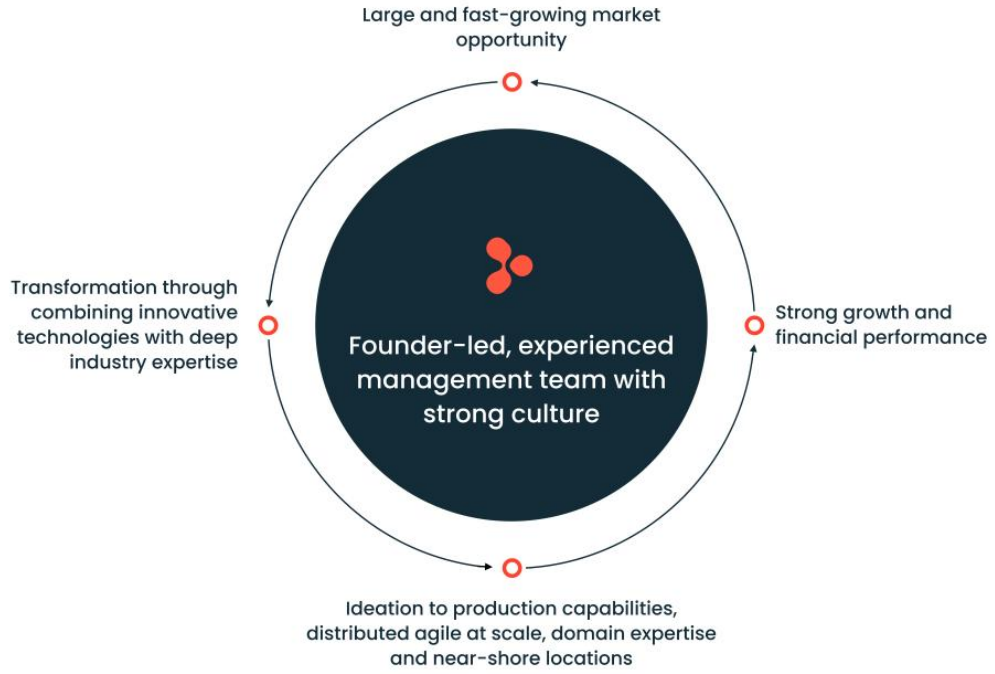 Large and fast-growing market
opportunity
Transformation through
combining innovative
technologies with deep
industry expertise
Founder-led, experienced
management team with
strong culture
Strong growth and
financial performance
Ideation to production capabilities,
distributed agile at scale, domain expertise
and near-shore locations